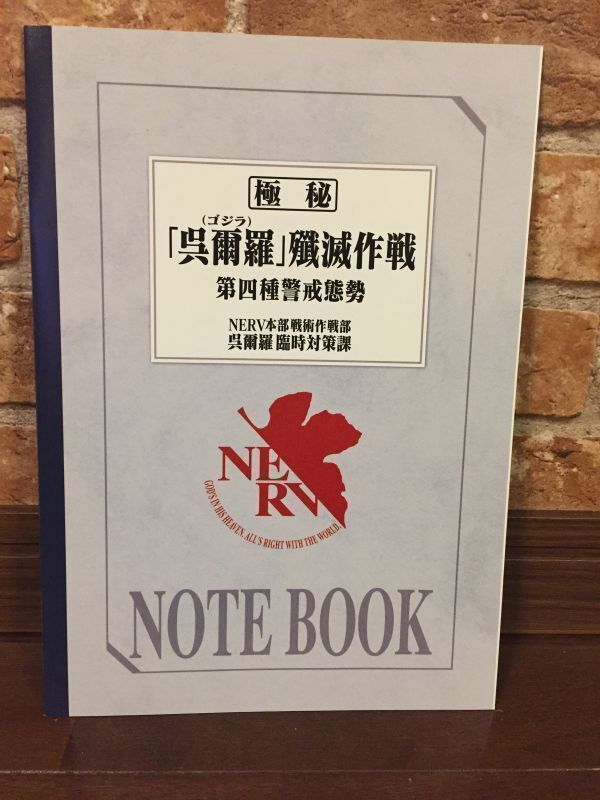 極秘
(ゴジラ)
「呉爾羅」殲滅作戦
第四種警戒態勢
NERV本部戦術作戦部
呉爾羅臨時対策課
NERV
GOD'S IN HIS HEAVEN. ALL'S RIGHT WITH THE WORLD.
NOTE BOOK